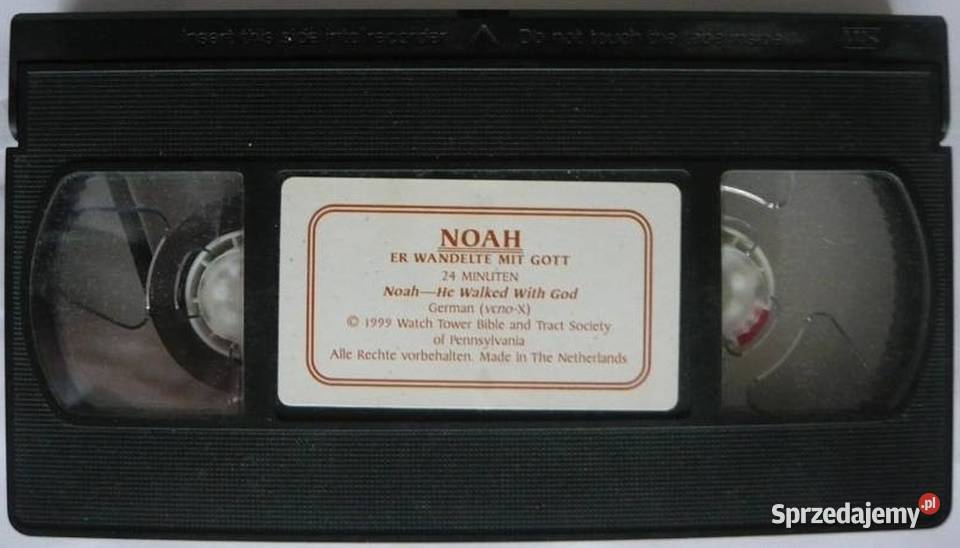 Insert this side into recorder Do not touch the tape inside
VHS
NOAH
ER WANDELTE MIT GOTT
24 MINUTEN
Noah—He Walked With God
German (vcno-X)
© 1999 Watch Tower Bible and Tract Society
of Pennsylvania
Alle Rechte vorbehalten. Made in The Netherlands
Sprzedajemy.pl